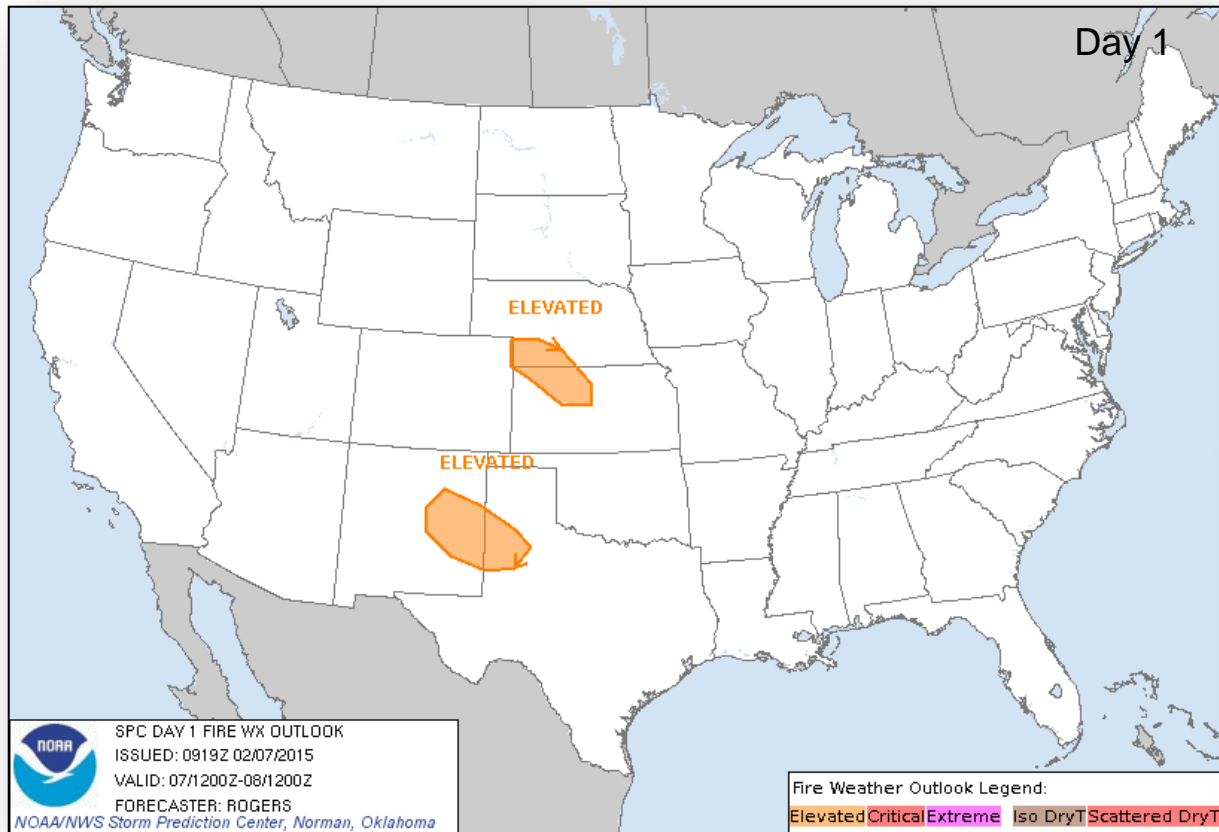 Day 1
ELEVATED
ELEVATED
NOAA
SPC DAY 1 FIRE WX OUTLOOK
ISSUED: 0919Z 02/07/2015
VALID: 07/1200Z-08/1200Z
FORECASTER: ROGERS
NOAA/NWS Storm Prediction Center, Norman, Oklahoma
Fire Weather Outlook Legend:
Elevated Critical Extreme Iso DryT Scattered DryT